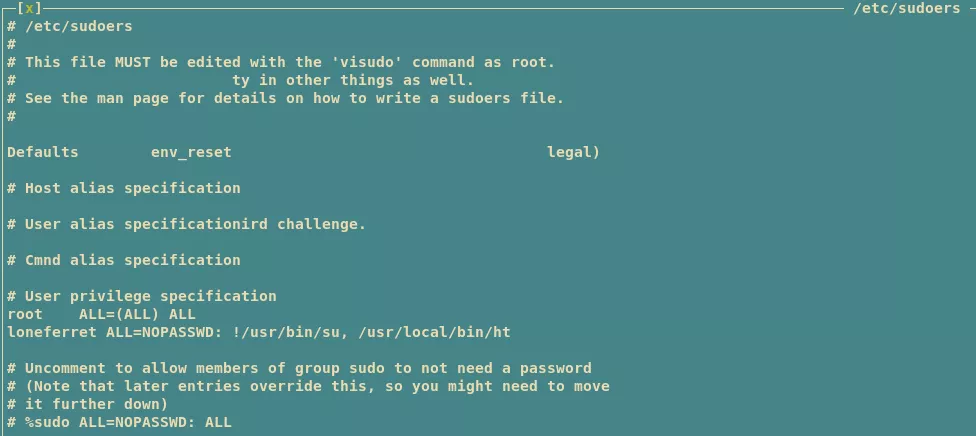 [x] /etc/sudoers
# /etc/sudoers
#
# This file MUST be edited with the 'visudo' command as root.
#                        ty in other things as well.
# See the man page for details on how to write a sudoers file.
#
Defaults        env_reset                                   legal)
# Host alias specification
# User alias specificationird challenge.
# Cmnd alias specification
# User privilege specification
root    ALL=(ALL) ALL
loneferret ALL=NOPASSWD: !/usr/bin/su, /usr/local/bin/ht
# Uncomment to allow members of group sudo to not need a password
# (Note that later entries override this, so you might need to move
# it further down)
# %sudo ALL=NOPASSWD: ALL